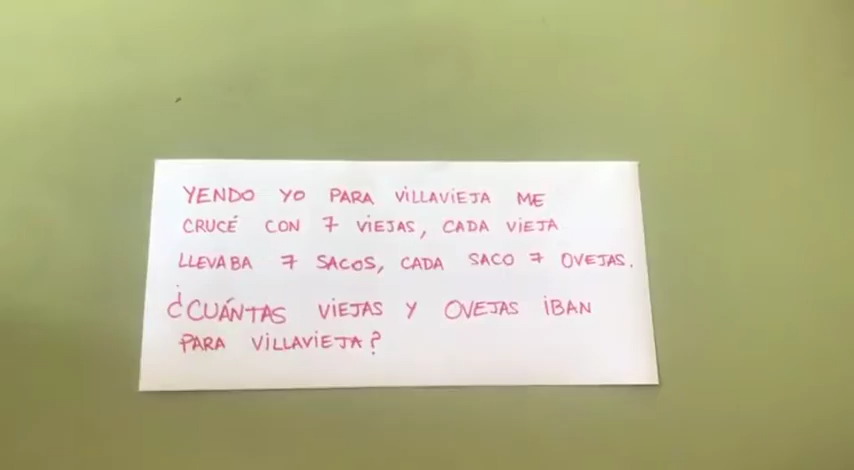 YENDO YO PARA VILLAVIEJA ME
CRUCÉ CON 7 VIEJAS, CADA VIEJA
LLEVABA 7 SACOS, CADA SACO 7 OVEJAS.
¿CUÁNTAS VIEJAS Y OVEJAS IBAN
PARA VILLAVIEJA?